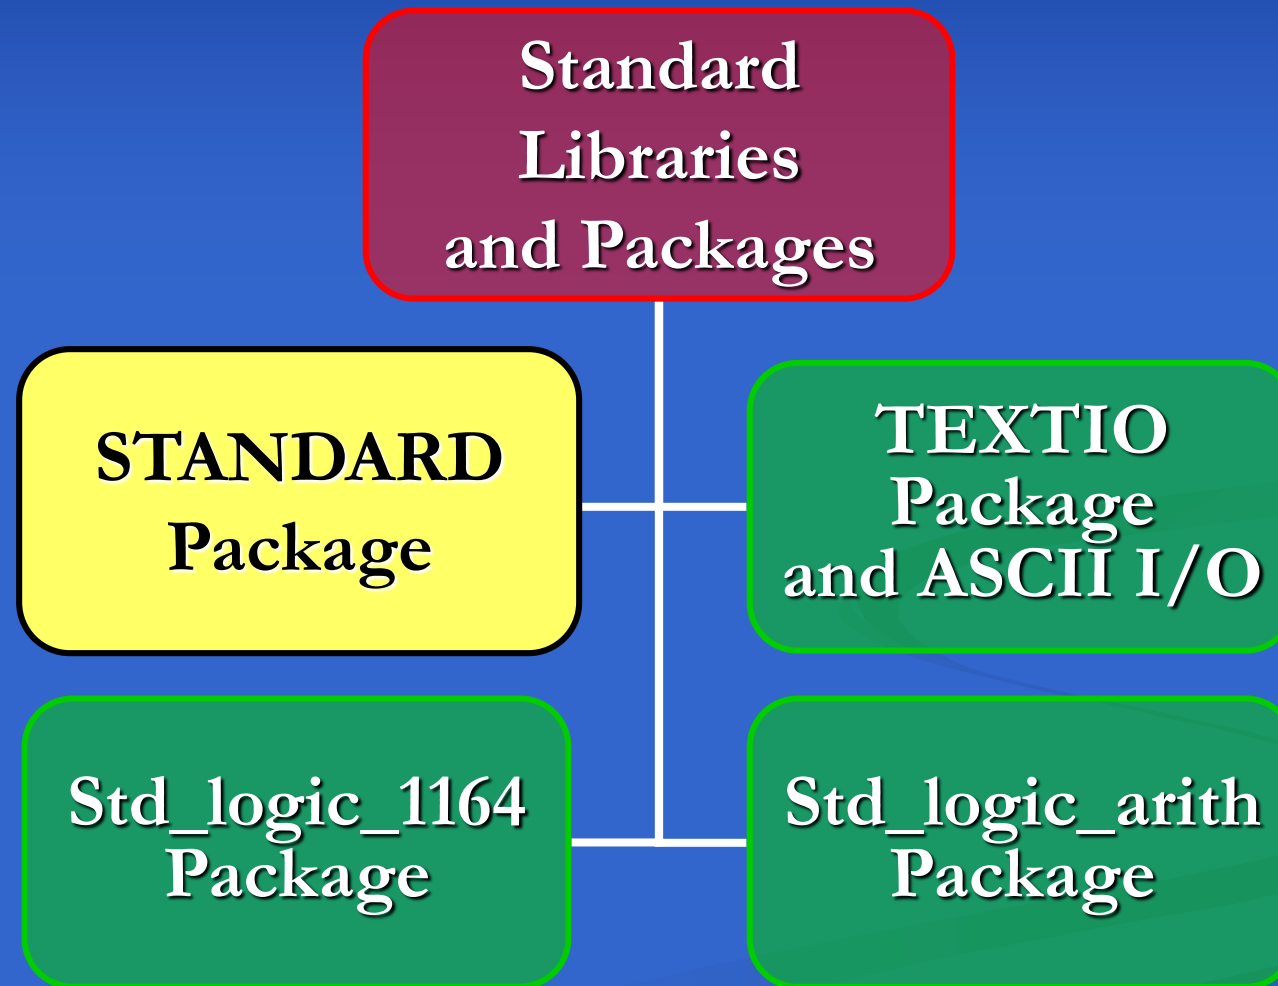 Standard
Libraries
and Packages
STANDARD
Package
TEXTIO
Package
and ASCII I/O
Std_logic_1164
Package
Std_logic_arith
Package